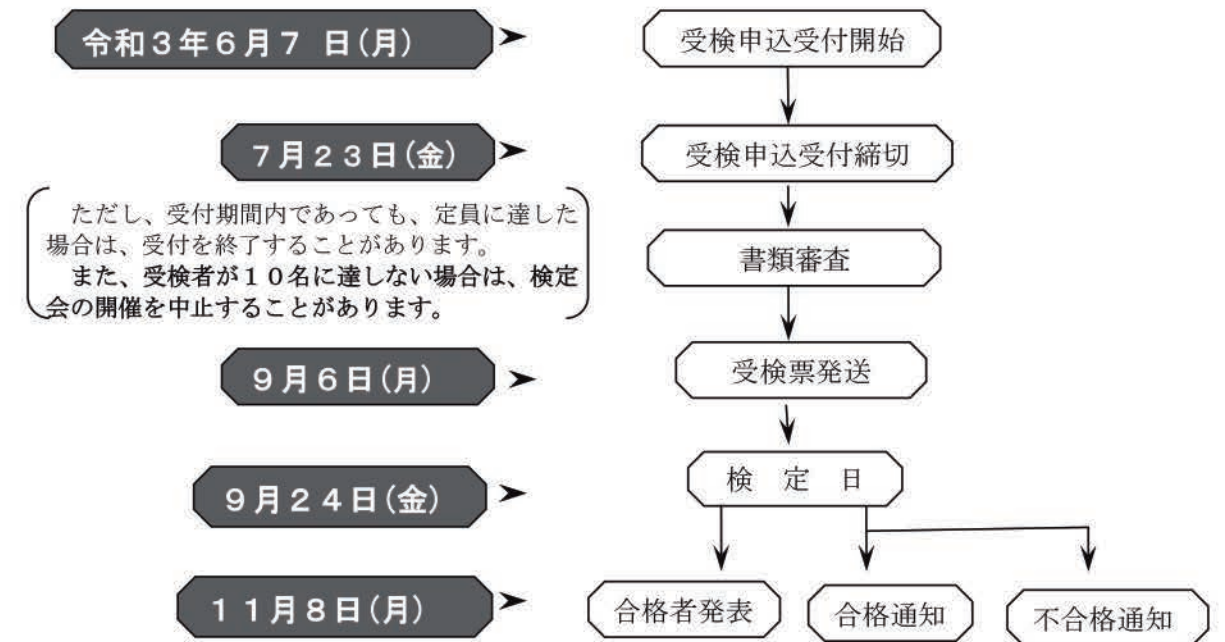 令和３年６月７ 日(月)
受検申込受付開始
７月２３日(金)
受検申込受付締切
ただし、受付期間内であっても、定員に達した
場合は、受付を終了することがあります。
また、受検者が１０名に達しない場合は、検定
会の開催を中止することがあります。
書類審査
９月６日(月)
受検票発送
９月２４日(金)
検 定 日
１１月８日(月)
合格者発表
合格通知
不合格通知